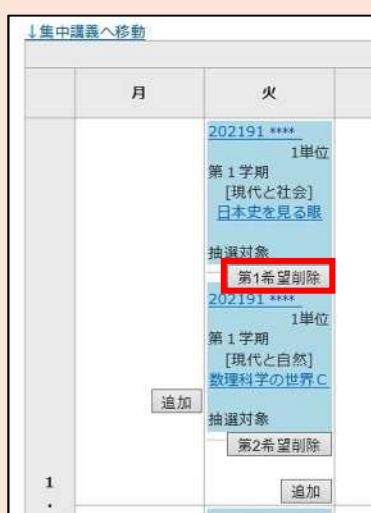 ↓集中講義へ移動
月
火
202191 ****
1単位
第1学期
[現代と社会]
日本史を見る眼
抽選対象
第1希望削除
202191 ****
1単位
第1学期
[現代と自然]
数理科学の世界C
追加
抽選対象
第2希望削除
1
・
追加